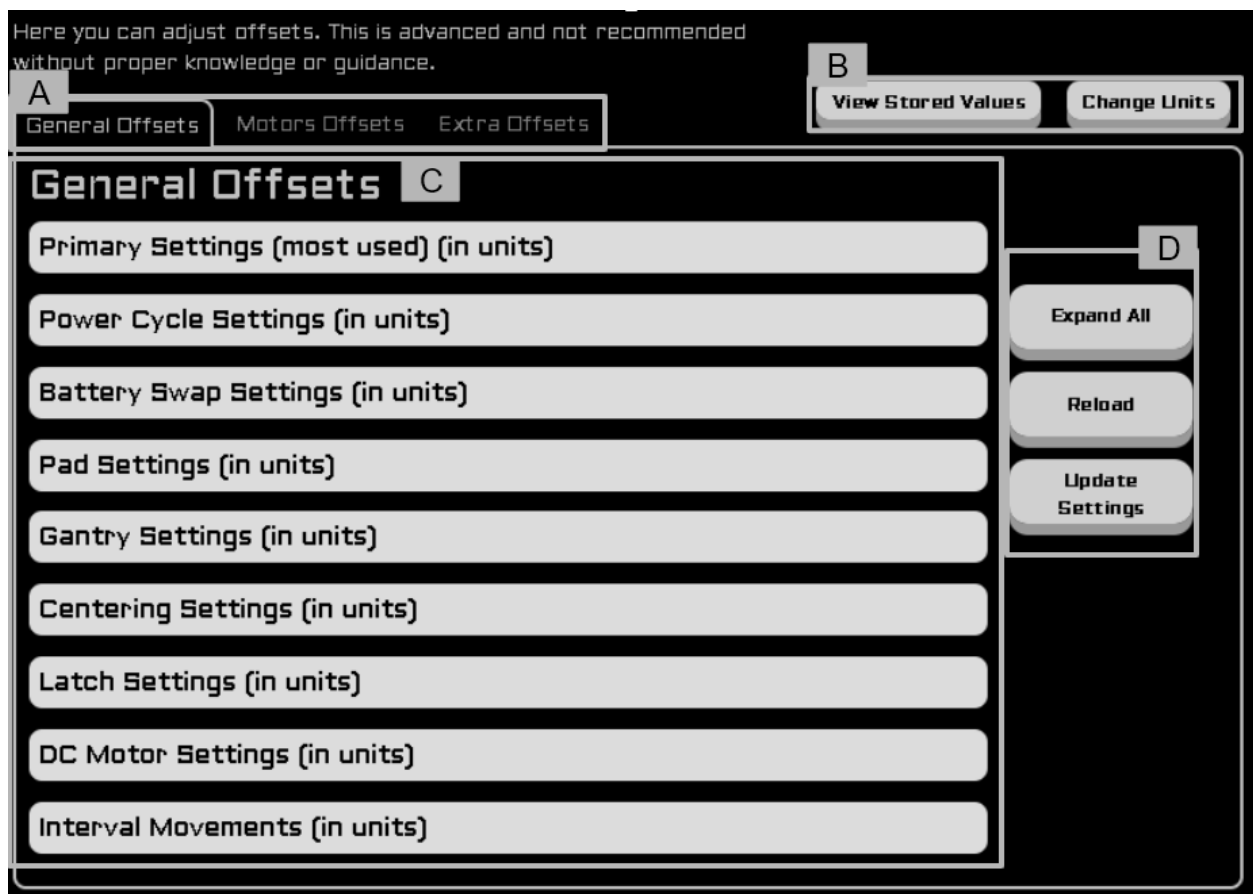 Here you can adjust offsets. This is advanced and not recommended
without proper knowledge or guidance.
A
B
View Stored Values
Change Units
General Offsets
Motors Offsets
Extra Offsets
General Offsets
C
Primary Settings (most used) (in units)
Power Cycle Settings (in units)
Battery Swap Settings (in units)
Pad Settings (in units)
Gantry Settings (in units)
Centering Settings (in units)
Latch Settings (in units)
DC Motor Settings (in units)
Interval Movements (in units)
D
Expand All
Reload
Update
Settings